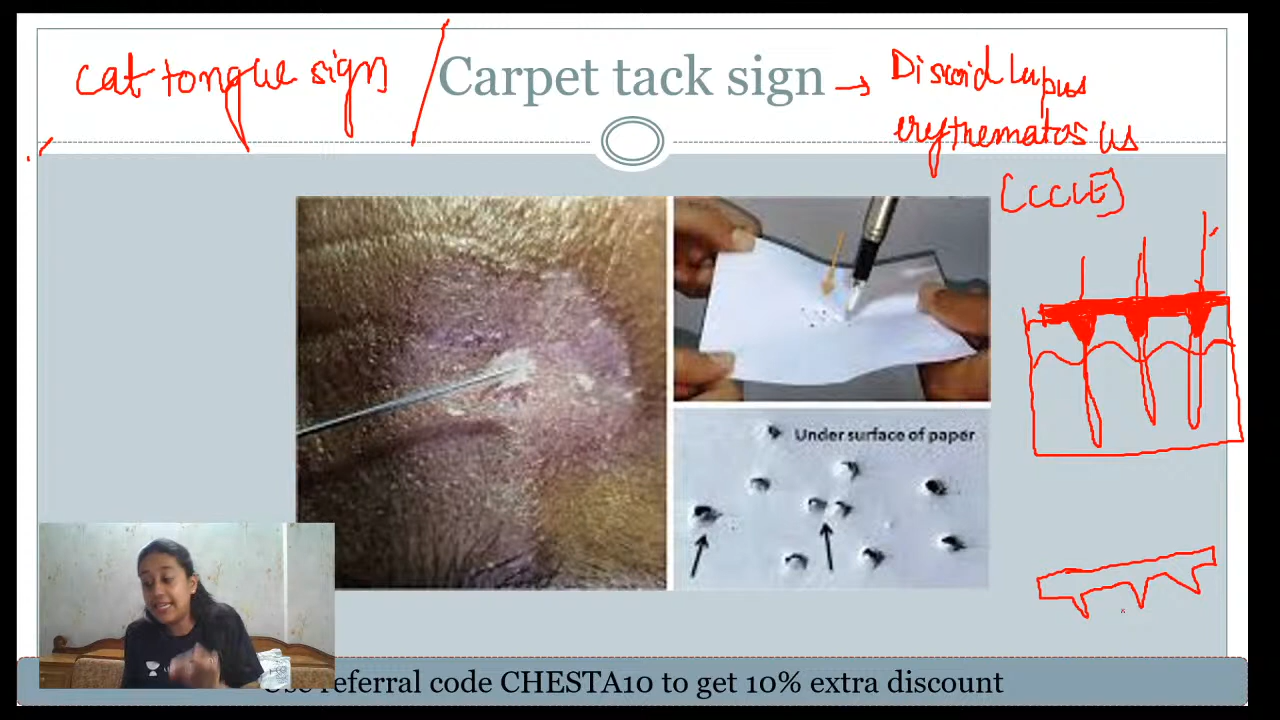 cat tongue sign / Carpet tack sign → Discoid lupus
erythematosus
[CCLE]
Under surface of paper
referral code CHESTA10 to get 10% extra discount